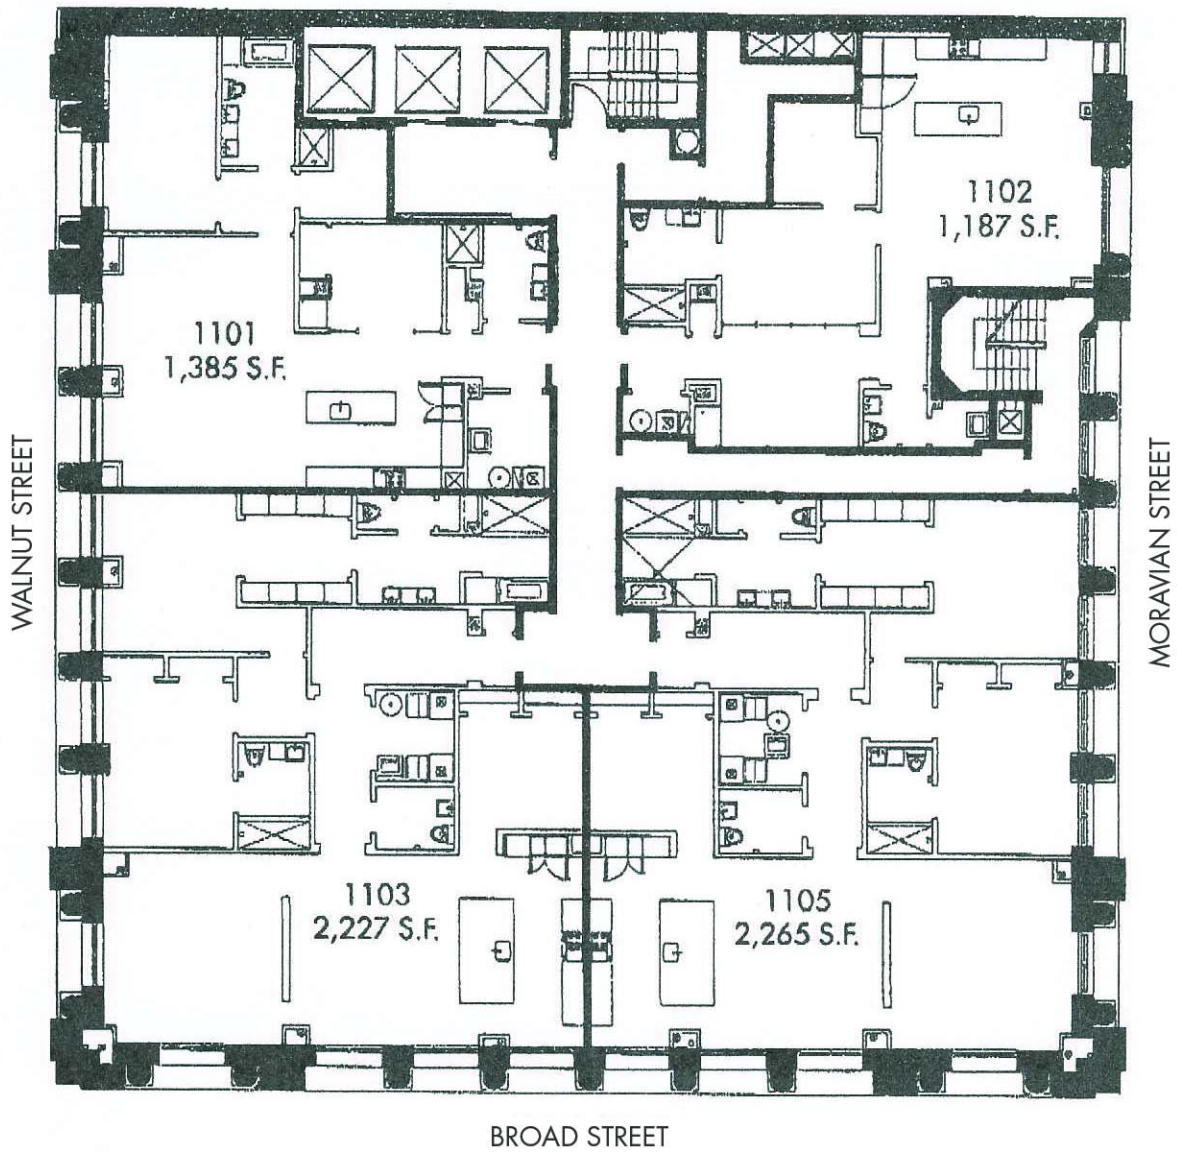 1102
1,187 S.F.
1101
1,385 S.F.
WALNUT STREET
MORAVIAN STREET
1103
2,227 S.F.
1105
2,265 S.F.
BROAD STREET